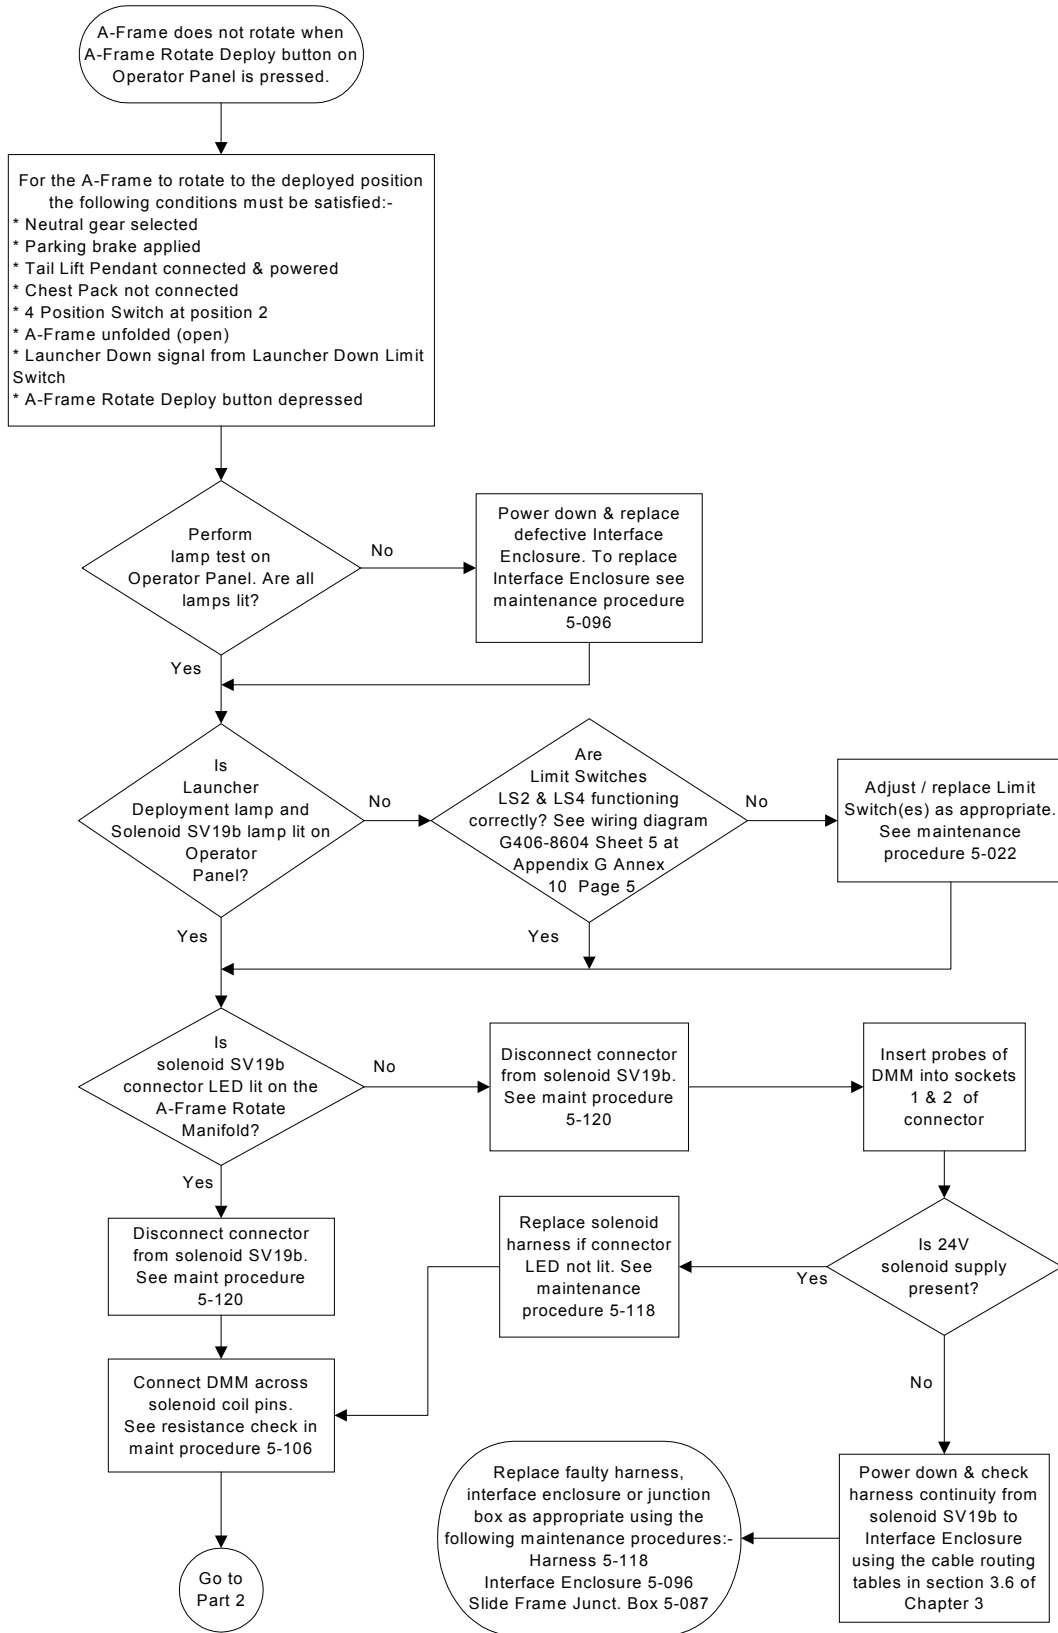 A-Frame does not rotate when
A-Frame Rotate Deploy button on
Operator Panel is pressed.
For the A-Frame to rotate to the deployed position
the following conditions must be satisfied:-
* Neutral gear selected
* Parking brake applied
* Tail Lift Pendant connected & powered
* Chest Pack not connected
* 4 Position Switch at position 2
* A-Frame unfolded (open)
* Launcher Down signal from Launcher Down Limit
Switch
* A-Frame Rotate Deploy button depressed
Perform
lamp test on
Operator Panel. Are all
lamps lit?
No
Power down & replace
defective Interface
Enclosure. To replace
Interface Enclosure see
maintenance procedure
5-096
Yes
Is
Launcher
Deployment lamp and
Solenoid SV19b lamp lit on
Operator
Panel?
No
Are
Limit Switches
LS2 & LS4 functioning
correctly? See wiring diagram
G406-8604 Sheet 5 at
Appendix G Annex
10 Page 5
No
Adjust / replace Limit
Switch(es) as appropriate.
See maintenance
procedure 5-022
Yes
Yes
Is
solenoid SV19b
connector LED lit on the
A-Frame Rotate
Manifold?
No
Disconnect connector
from solenoid SV19b.
See maint procedure
5-120
Insert probes of
DMM into sockets
1 & 2 of
connector
Yes
Disconnect connector
from solenoid SV19b.
See maint procedure
5-120
Replace solenoid
harness if connector
LED not lit. See
maintenance
procedure 5-118
Yes
Is 24V
solenoid supply
present?
No
Connect DMM across
solenoid coil pins.
See resistance check in
maint procedure 5-106
Replace faulty harness,
interface enclosure or junction
box as appropriate using the
following maintenance procedures:-
Harness 5-118
Interface Enclosure 5-096
Slide Frame Junct. Box 5-087
Power down & check
harness continuity from
solenoid SV19b to
Interface Enclosure
using the cable routing
tables in section 3.6 of
Chapter 3
Go to
Part 2